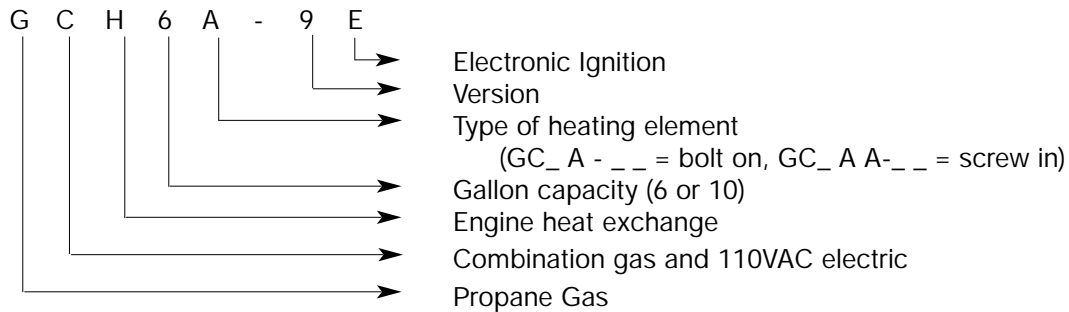 G C H 6 A - 9 E
Electronic Ignition
Version
Type of heating element
(GC_ A - _ _ = bolt on, GC_ A A-_ _ = screw in)
Gallon capacity (6 or 10)
Engine heat exchange
Combination gas and 110VAC electric
Propane Gas